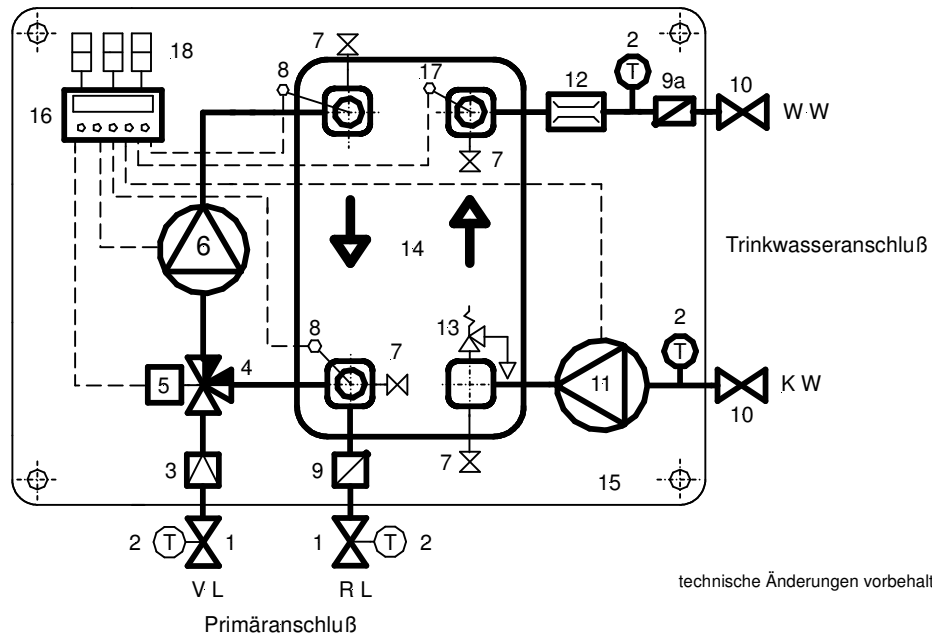 7
2
18
8
17
12
9a
10
T
W W
16
7
6
14
Trinkwasseranschluß
8
13
2
7
T
5
4
11
K W
10
3
9
7
15
2
T
1
1
T
2
V L
R L
technische Änderungen vorbehalt
Primäranschluß